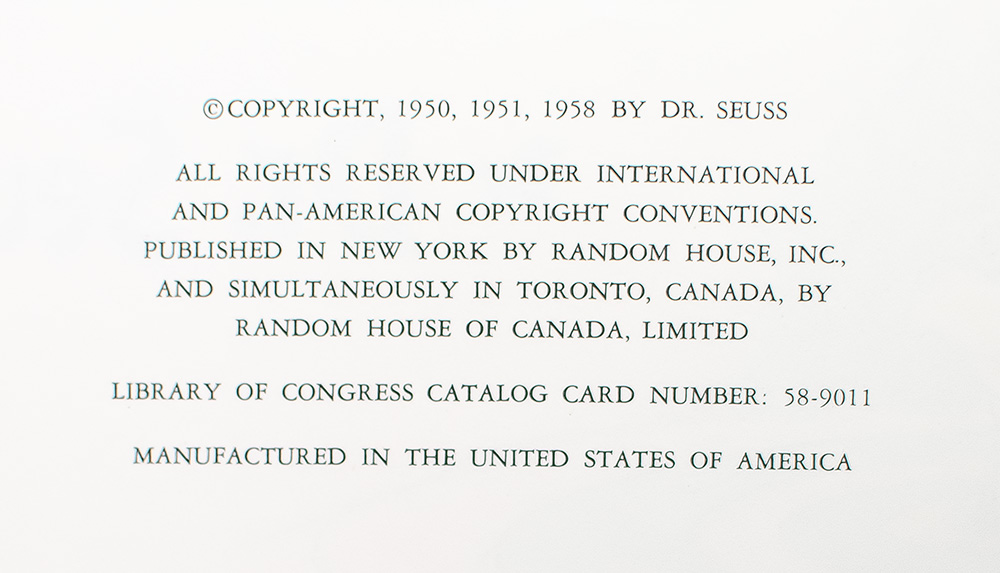 ©COPYRIGHT, 1950, 1951, 1958 BY DR. SEUSS
ALL RIGHTS RESERVED UNDER INTERNATIONAL
AND PAN-AMERICAN COPYRIGHT CONVENTIONS.
PUBLISHED IN NEW YORK BY RANDOM HOUSE, INC.,
AND SIMULTANEOUSLY IN TORONTO, CANADA, BY
RANDOM HOUSE OF CANADA, LIMITED
LIBRARY OF CONGRESS CATALOG CARD NUMBER: 58-9011
MANUFACTURED IN THE UNITED STATES OF AMERICA